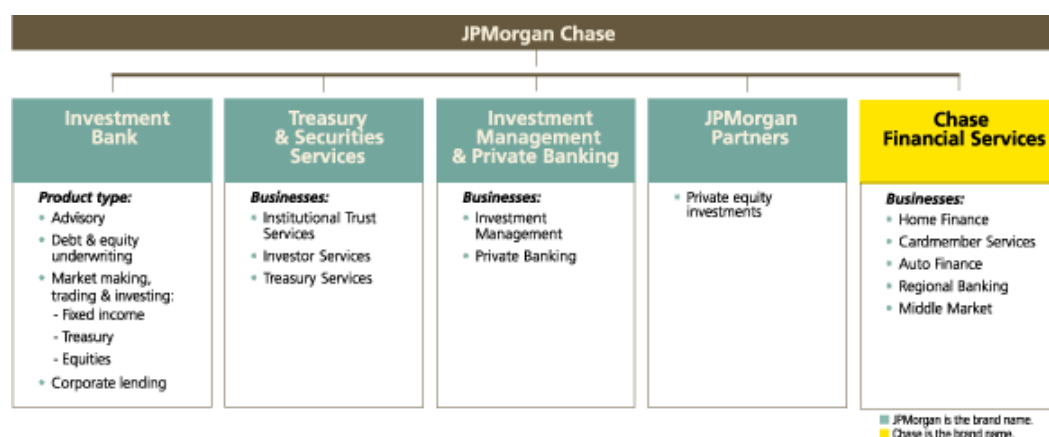 JPMorgan Chase
Investment
Bank
Product type:
• Advisory
• Debt & equity
underwriting
• Market making,
trading & investing:
- Fixed income
- Treasury
- Equities
• Corporate lending
Treasury
& Securities
Services
Businesses:
• Institutional Trust
Services
• Investor Services
• Treasury Services
Investment
Management
& Private Banking
Businesses:
• Investment
Management
• Private Banking
JPMorgan
Partners
• Private equity
investments
Chase
Financial Services
Businesses:
• Home Finance
• Cardmember Services
• Auto Finance
• Regional Banking
• Middle Market
JPMorgan is the brand name.
Chase is the brand name.